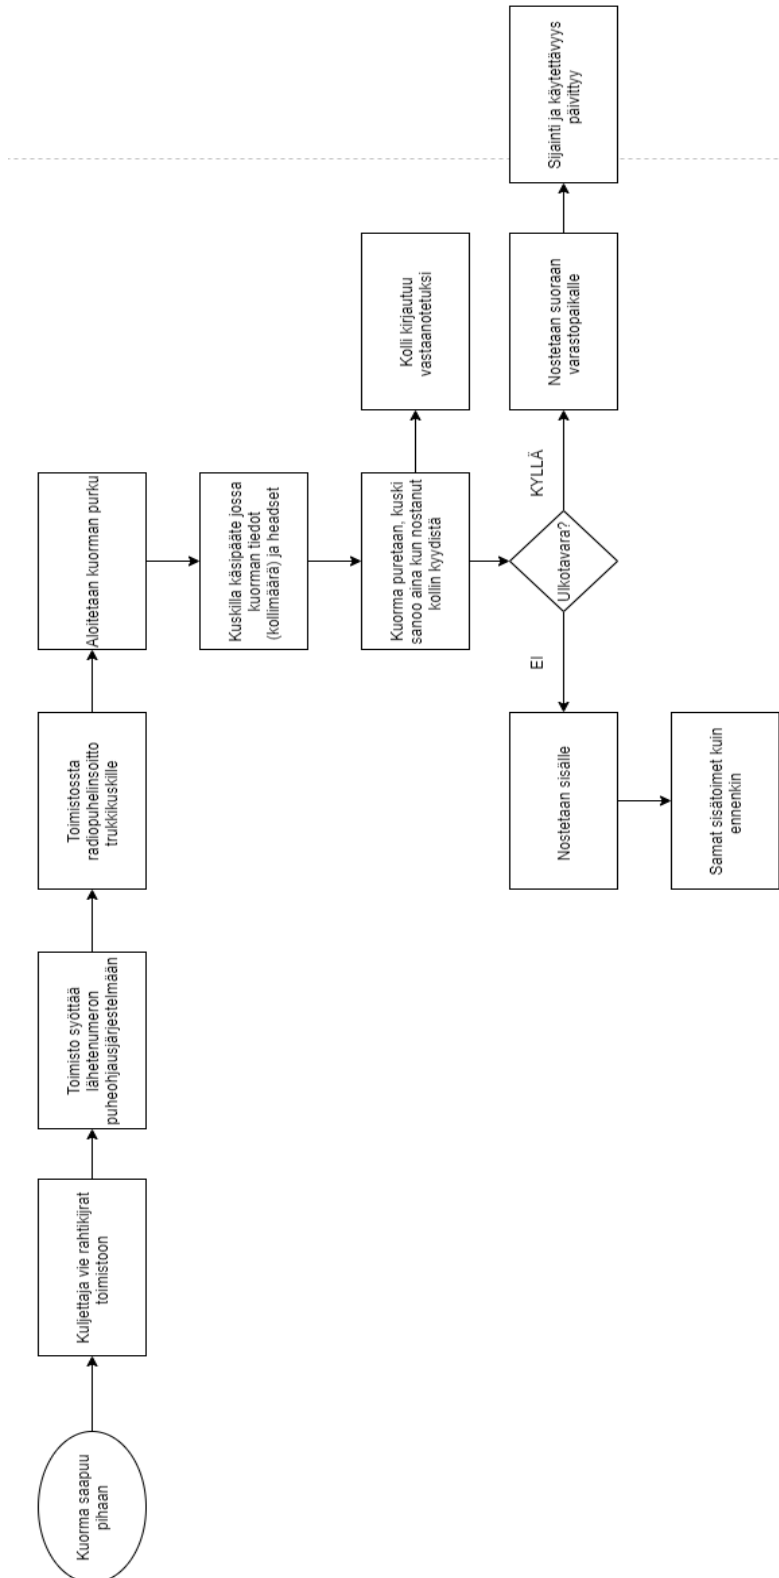 Kuorma saapuu
pihaan
Kuljettaja vie rahtikijrat
toimistoon
Toimisto syöttää
lähetenumeron
puheohjausjärjestelmään
Toimistossta
radiopuhelinsoitto
trukkikuskille
Aloitetaan kuorman purku
Kuskilla käsipääte jossa
kuorman tiedot
(kollimäärä) ja headset
Kuorma puretaan, kuski
sanoo aina kun nostanut
kollin kyydistä
Kolli kirjautuu
vastaanotetuksi
Ulkotavara?
KYLLÄ
Nostetaan suoraan
varastopaikalle
Sijainti ja käytettävyys
päivittyy
EI
Nostetaan sisälle
Samat sisätoimet kuin
ennenkin